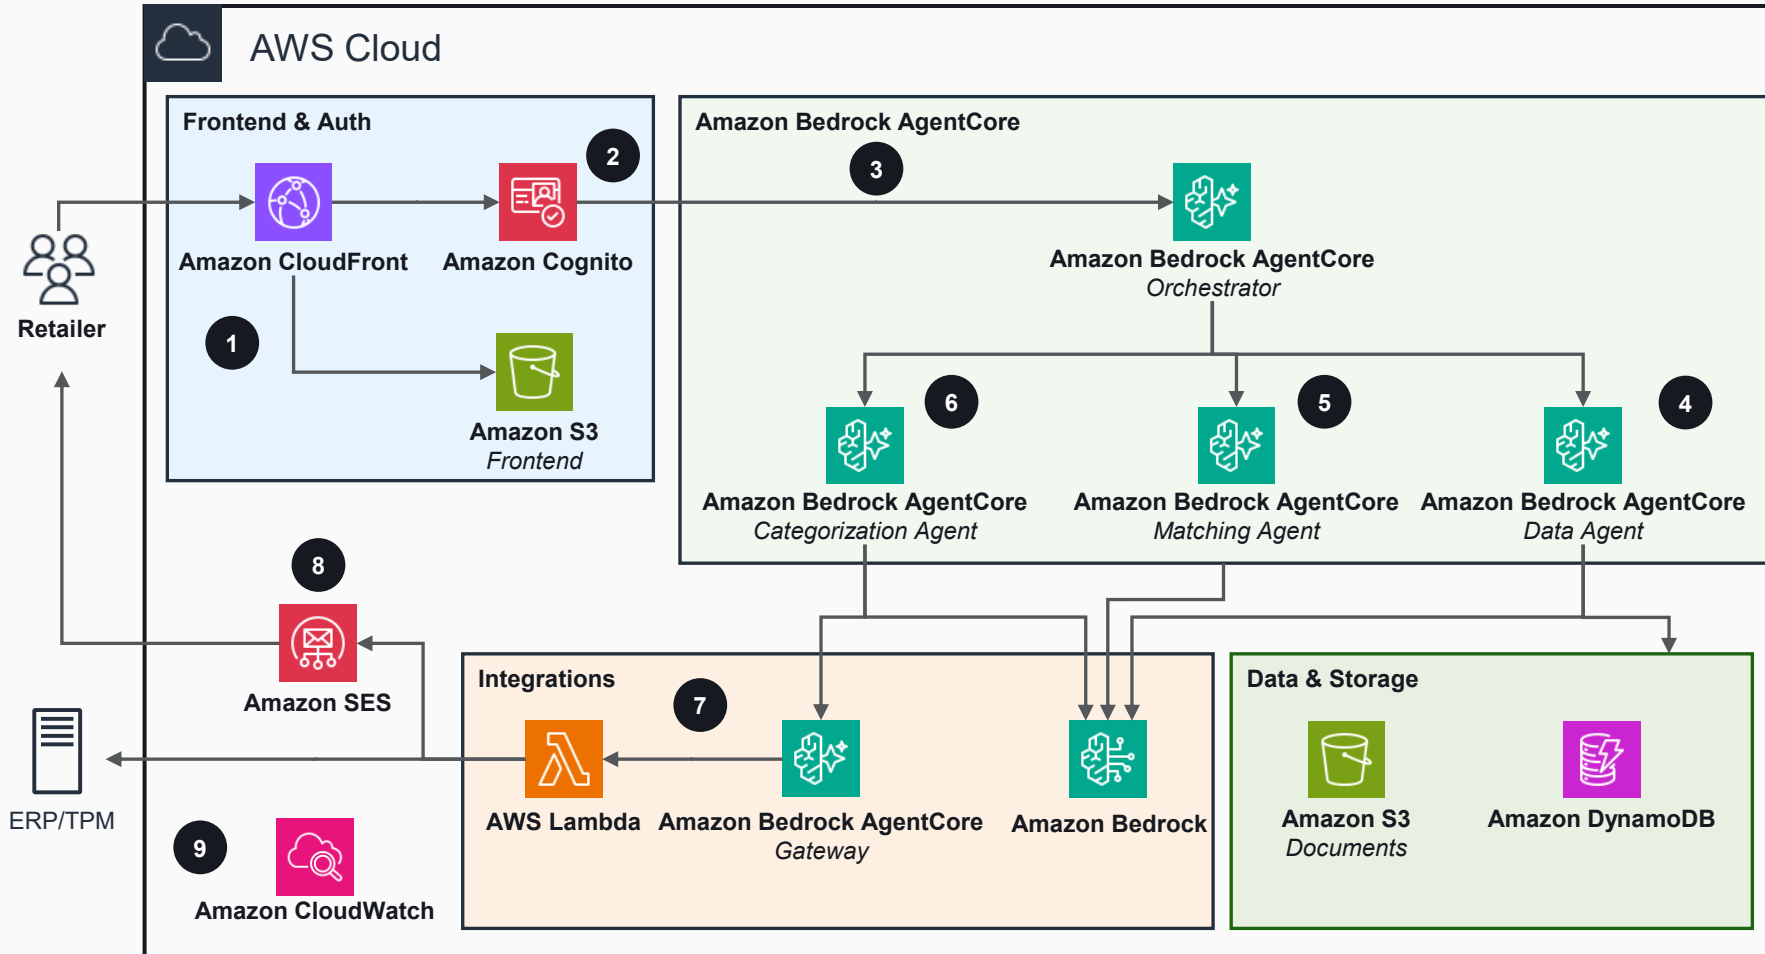 AWS Cloud
Frontend & Auth
2
Amazon CloudFront
Amazon Cognito
1
Amazon S3
Frontend
Retailer
Amazon Bedrock AgentCore
3
Amazon Bedrock AgentCore
Orchestrator
6
5
4
Amazon Bedrock AgentCore
Categorization Agent
Amazon Bedrock AgentCore
Matching Agent
Amazon Bedrock AgentCore
Data Agent
8
Amazon SES
ERP/TPM
9
Amazon CloudWatch
Integrations
7
AWS Lambda
Amazon Bedrock AgentCore
Gateway
Amazon Bedrock
Data & Storage
Amazon S3
Documents
Amazon DynamoDB